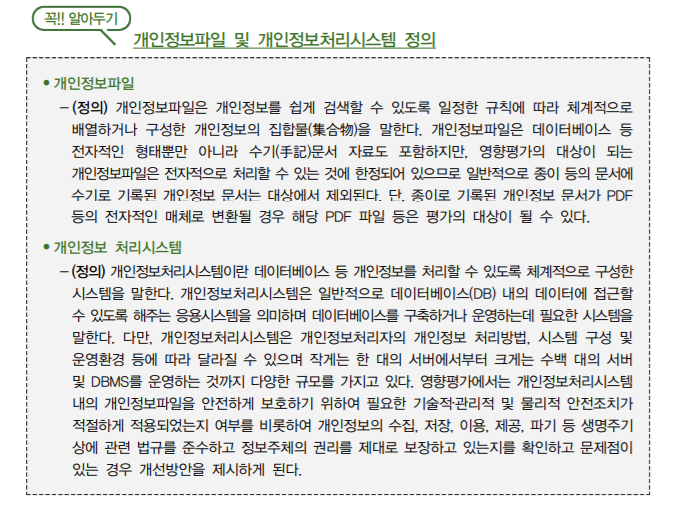 꼭!! 알아두기
개인정보파일 및 개인정보처리시스템 정의
• 개인정보파일
– (정의) 개인정보파일은 개인정보를 쉽게 검색할 수 있도록 일정한 규칙에 따라 체계적으로
배열하거나 구성한 개인정보의 집합물(集合物)을 말한다. 개인정보파일은 데이터베이스 등
전자적인 형태뿐만 아니라 수기(手記)문서 자료도 포함하지만, 영향평가의 대상이 되는
개인정보파일은 전자적으로 처리할 수 있는 것에 한정되어 있으므로 일반적으로 종이 등의 문서에
수기로 기록된 개인정보 문서는 대상에서 제외된다. 단, 종이로 기록된 개인정보 문서가 PDF
등의 전자적인 매체로 변환될 경우 해당 PDF 파일 등은 평가의 대상이 될 수 있다.
• 개인정보 처리시스템
– (정의) 개인정보처리시스템이란 데이터베이스 등 개인정보를 처리할 수 있도록 체계적으로 구성한
시스템을 말한다. 개인정보처리시스템은 일반적으로 데이터베이스(DB) 내의 데이터에 접근할
수 있도록 해주는 응용시스템을 의미하며 데이터베이스를 구축하거나 운영하는데 필요한 시스템을
말한다. 다만, 개인정보처리시스템은 개인정보처리자의 개인정보 처리방법, 시스템 구성 및
운영환경 등에 따라 달라질 수 있으며 작게는 한 대의 서버에서부터 크게는 수백 대의 서버
및 DBMS를 운영하는 것까지 다양한 규모를 가지고 있다. 영향평가에서는 개인정보처리시스템
내의 개인정보파일을 안전하게 보호하기 위하여 필요한 기술적·관리적 및 물리적 안전조치가
적절하게 적용되었는지 여부를 비롯하여 개인정보의 수집, 저장, 이용, 제공, 파기 등 생명주기
상에 관련 법규를 준수하고 정보주체의 권리를 제대로 보장하고 있는지를 확인하고 문제점이
있는 경우 개선방안을 제시하게 된다.